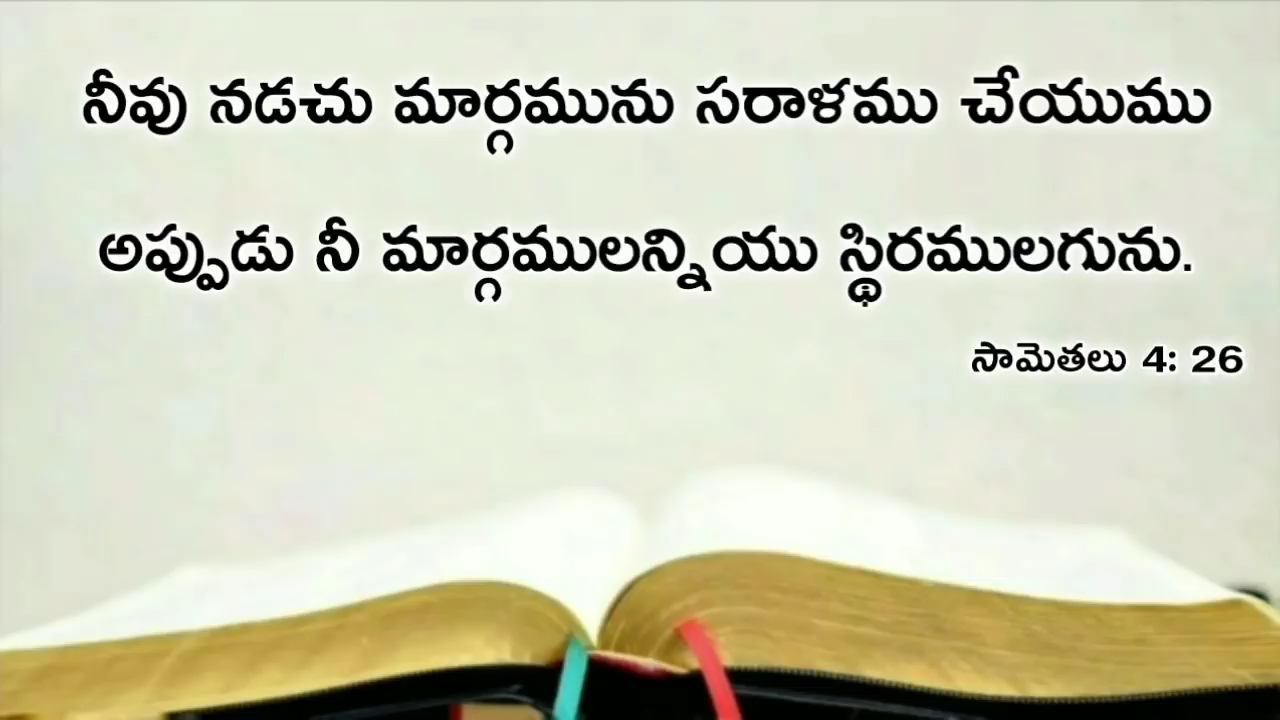 నీవు నడచు మార్గమును సరాళము చేయుము
అప్పుడు నీ మార్గములన్నియు స్థిరములగును.
సామెతలు 4: 26